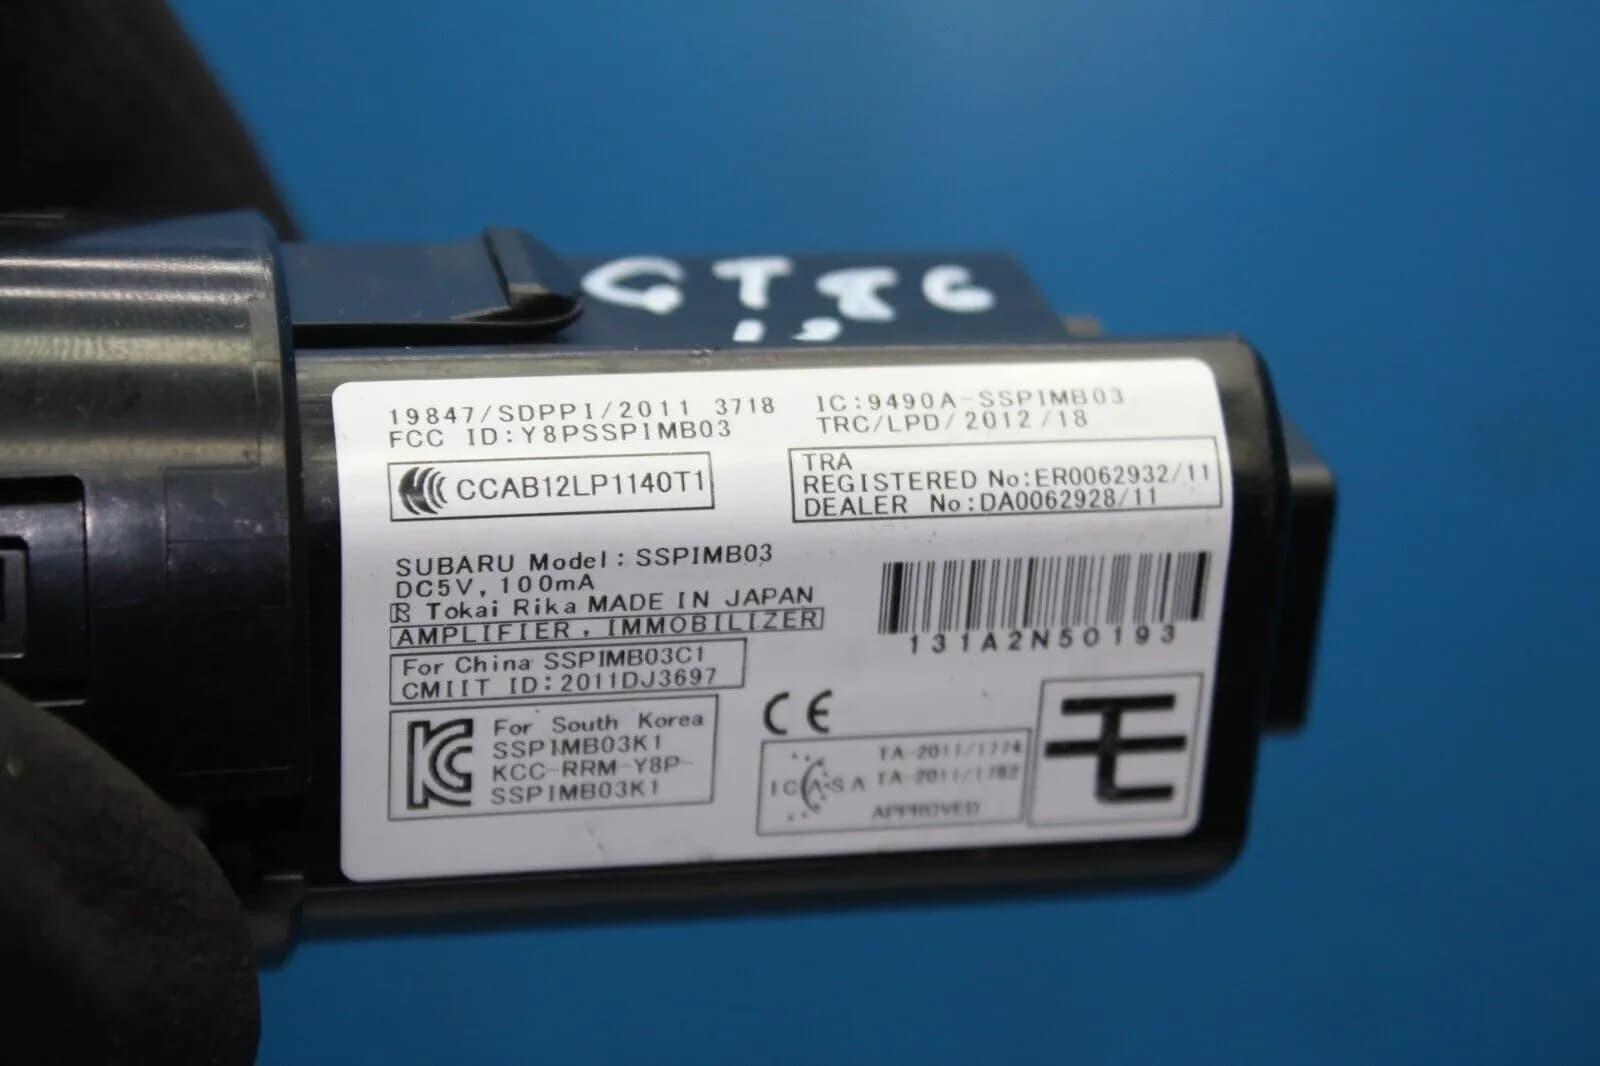 GT86
19847/SDPPI/2011 3718
FCC ID:Y8PSSPIMB03
IC:9490A-SSPIMB03
TRC/LPD/2012/18
CCAB12LP1140T1
TRA
REGISTERED No:ER0062932/11
DEALER No:DA0062928/11
SUBARU Model:SSPIMB03
DC5V, 100mA
Tokai Rika MADE IN JAPAN
AMPLIFIER, IMMOBILIZER
131A2N50193
For China SSPIMB03C1
CMIIT ID:2011DJ3697
For South Korea
SSPIMB03K1
KCC-RRM-Y8P-
SSPIMB03K1
CE
ICASA
TA-2011/1774
TA-2011/1782
APPROVED